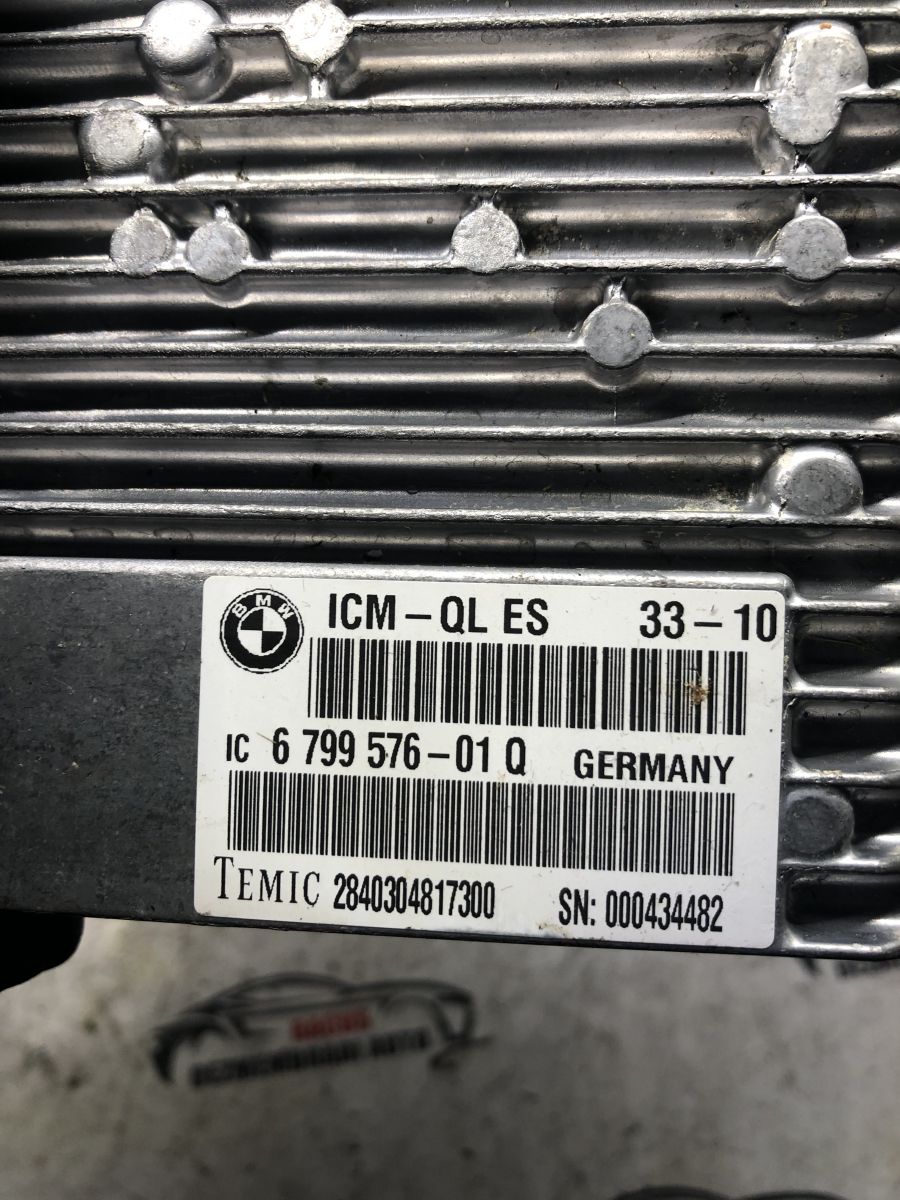 BMW
ICM – QL ES 33 – 10
IC 6 799 576 – 01 Q GERMANY
TEMIC 2840304817300 SN: 000434482